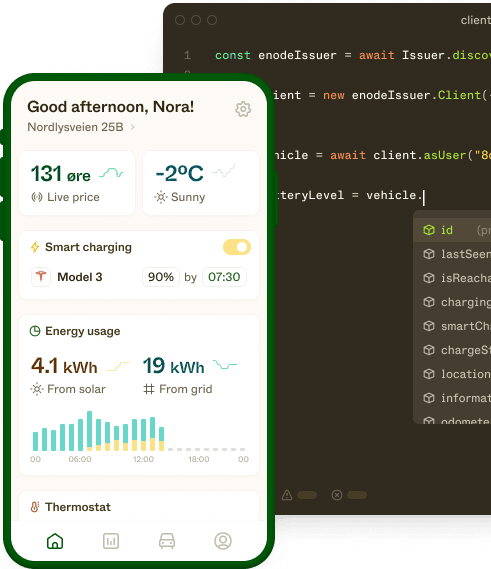 client
1 const enodeIssuer = await Issuer.discov
ient = new enodeIssuer.Client(
hicle = await client.asUser("8
tteryLevel = vehicle.
id (pr
lastSeen
isReacha
charging
smartCha
chargeSt
location
informat
odometer
Good afternoon, Nora!
Nordlysveien 25B
131 øre
Live price
-2ºC
Sunny
Smart charging
Model 3 90% by 07:30
Energy usage
4.1 kWh
From solar
19 kWh
From grid
00 06:00 12:00 18:00 00
Thermostat